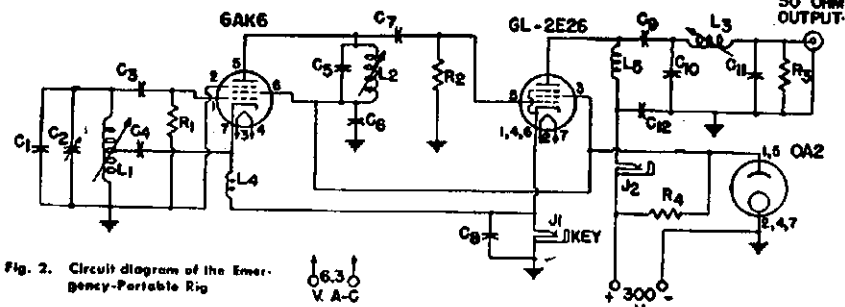 6AK6
GL-2E26
50 OHM
OUTPUT
C7
C9
L3
5
C5
L2
R2
L5
C10
C11
R3
C3
2
1
6
8
3
C1
C2
C4
L1
R1
7
3
4
C6
1,4,6
2
7
C12
1,5
OA2
L4
J2
R4
2,4,7
C8
J1
KEY
Fig. 2. Circuit diagram of the Emer-
gency-Portable Rig
6.3
V. A-C
+ 300 -
V.